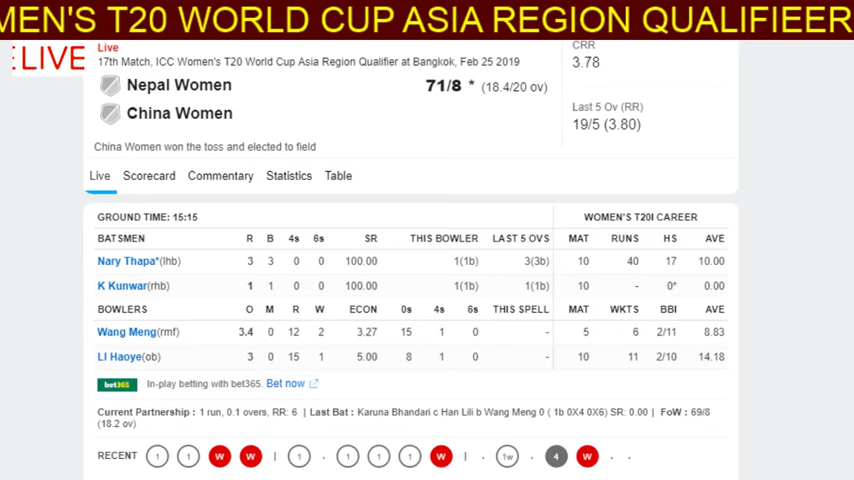 MEN'S T20 WORLD CUP ASIA REGION QUALIFIEER
LIVE
Live
17th Match, ICC Women's T20 World Cup Asia Region Qualifier at Bangkok, Feb 25 2019
Nepal Women 71/8 * (18.4/20 ov)
China Women
China Women won the toss and elected to field
CRR
3.78
Last 5 Ov (RR)
19/5 (3.80)
Live Scorecard Commentary Statistics Table
GROUND TIME: 15:15 WOMEN'S T20I CAREER
BATSMEN R B 4s 6s SR THIS BOWLER LAST 5 OVS MAT RUNS HS AVE
Nary Thapa*(lhb) 3 3 0 0 100.00 1(1b) 3(3b) 10 40 17 10.00
K Kunwar(rhb) 1 1 0 0 100.00 1(1b) 1(1b) 10 - 0* 0.00
BOWLERS O M R W ECON 0s 4s 6s THIS SPELL MAT WKTS BBI AVE
Wang Meng(rmf) 3.4 0 12 2 3.27 15 1 0 - 5 6 2/11 8.83
LI Haoye(ob) 3 0 15 1 5.00 8 1 0 - 10 11 2/10 14.18
bet365 In-play betting with bet365. Bet now
Current Partnership : 1 run, 0.1 overs, RR: 6 | Last Bat : Karuna Bhandari c Han Lili b Wang Meng 0 ( 1b 0X4 0X6) SR: 0.00 | FoW : 69/8
(18.2 ov)
RECENT 1 1 W W | 1 . 1 1 1 W | . 1w . 4 W . .